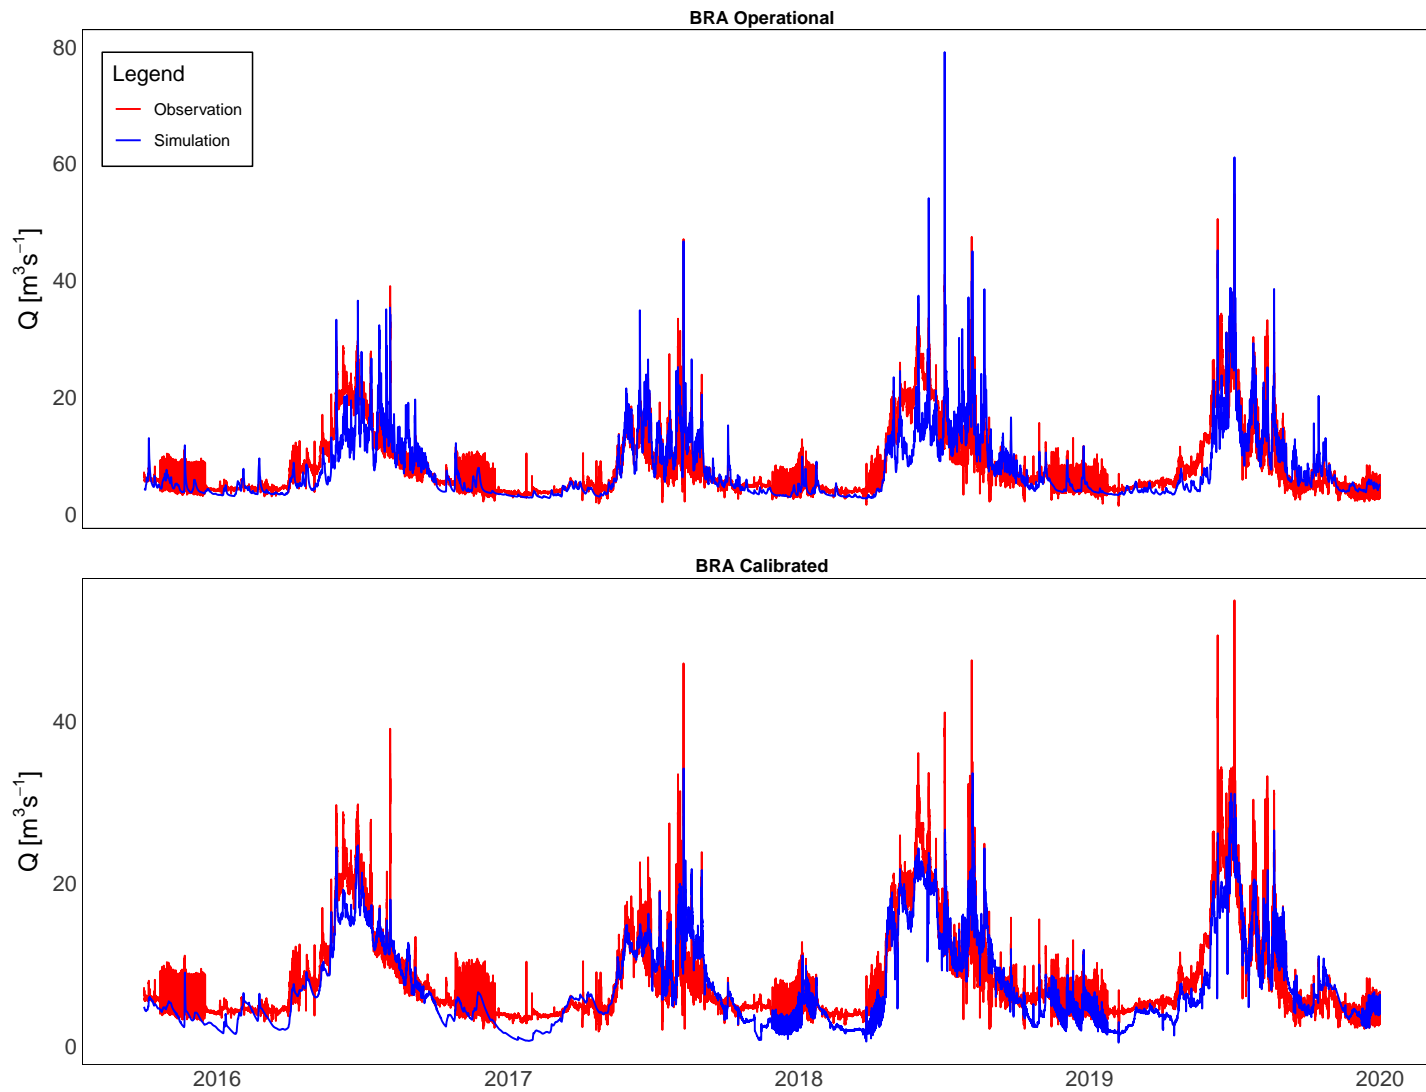 BRA Operational
80
60
40
20
0
Q [m³s⁻¹]
Legend
Observation
Simulation
BRA Calibrated
40
20
0
Q [m³s⁻¹]
2016 2017 2018 2019 2020